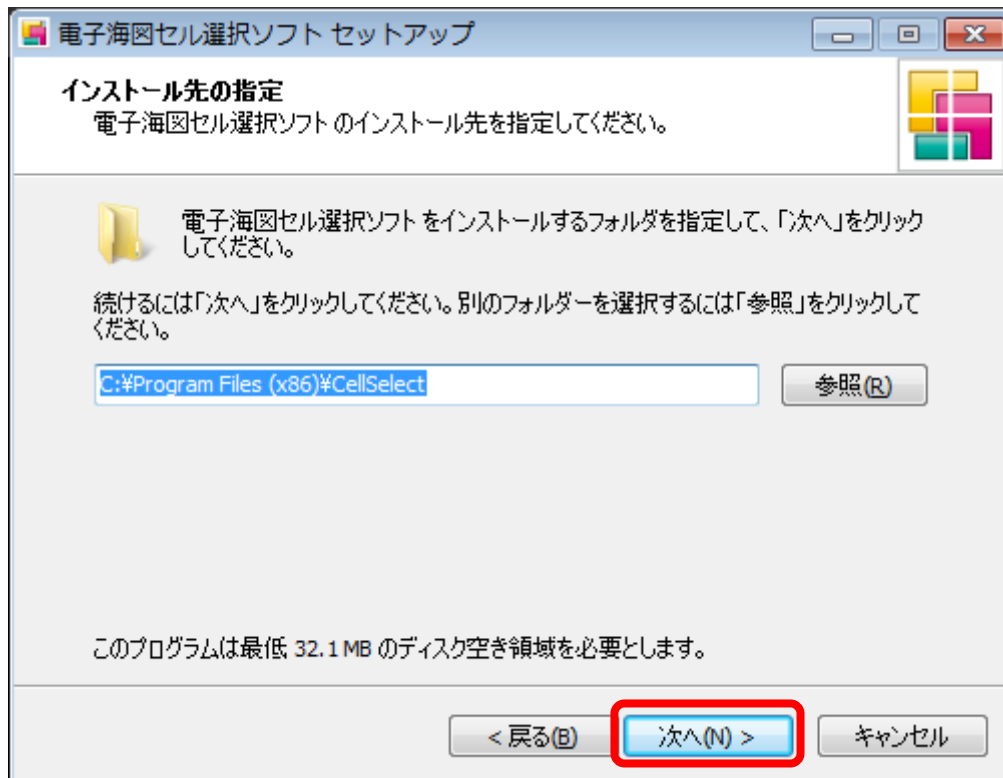 電子海図セル選択ソフト セットアップ
インストール先の指定
電子海図セル選択ソフト のインストール先を指定してください。
電子海図セル選択ソフト をインストールするフォルダを指定して、「次へ」をクリック
してください。
続けるには「次へ」をクリックしてください。別のフォルダーを選択するには「参照」をクリックして
ください。
C:¥Program Files (x86)¥CellSelect
参照(R)
このプログラムは最低 32.1 MB のディスク空き領域を必要とします。
< 戻る(B)
次へ(N) >
キャンセル